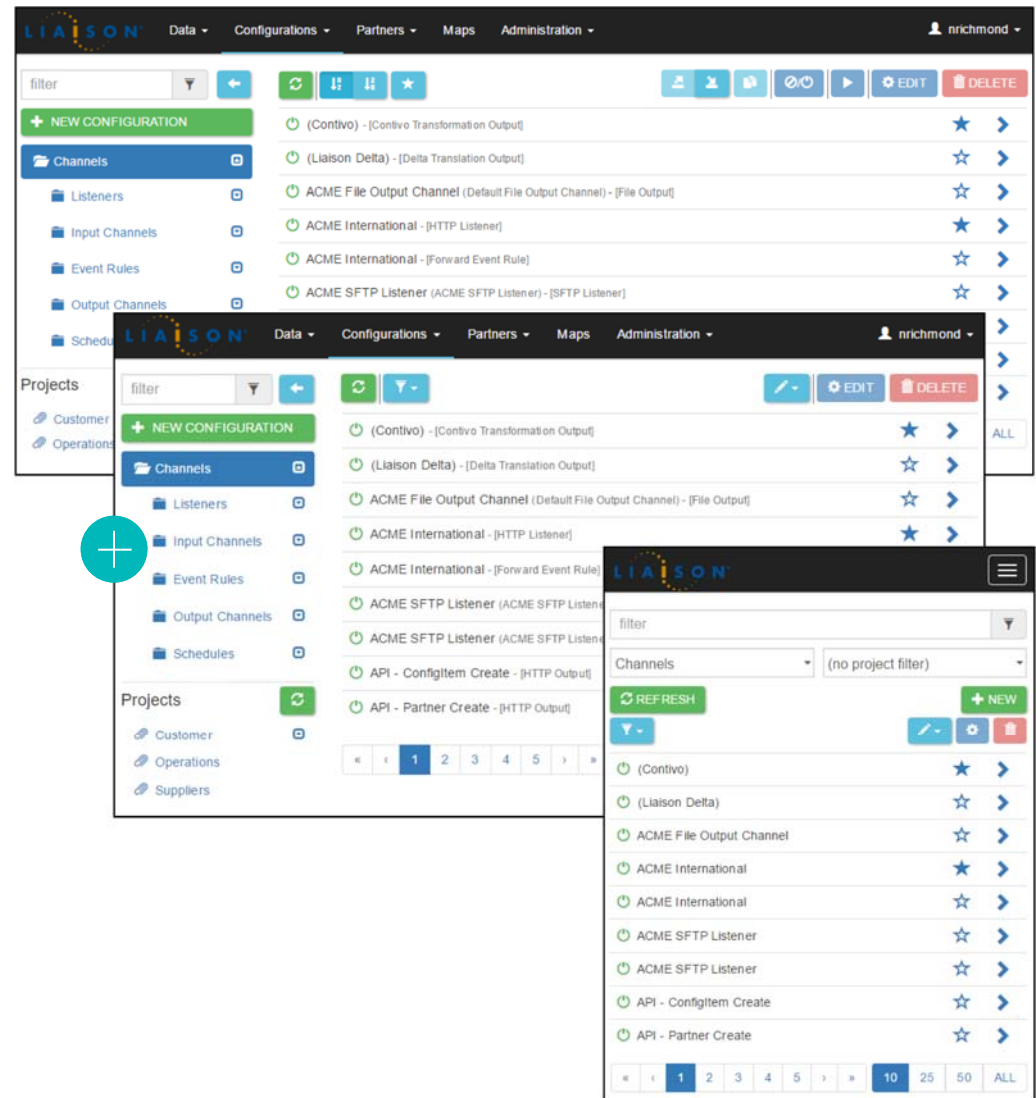 LIAISON Data Configurations Partners Maps Administration nrichmond
filter
EDIT DELETE
+ NEW CONFIGURATION
(Contivo) - [Contivo Transformation Output]
Channels
(Liaison Delta) - [Delta Translation Output]
Listeners
ACME File Output Channel (Default File Output Channel) - [File Output]
Input Channels
ACME International - [HTTP Listener]
Event Rules
ACME International - [Forward Event Rule]
Output Channels
ACME SFTP Listener (ACME SFTP Listener) - [SFTP Listener]
Schedu
Projects
Customer
Operations
ALL
LIAISON Data Configurations Partners Maps Administration nrichmond
filter
EDIT DELETE
+ NEW CONFIGURATION
(Contivo) - [Contivo Transformation Output]
Channels
(Liaison Delta) - [Delta Translation Output]
Listeners
ACME File Output Channel (Default File Output Channel) - [File Output]
Input Channels
ACME International - [HTTP Listener]
Event Rules
ACME International - [Forward Event Rule]
Output Channels
ACME SFTP Listener (ACME SFTP Listene
Schedules
ACME SFTP Listener (ACME SFTP Listene
API - ConfigItem Create - [HTTP Output]
Projects
API - Partner Create - [HTTP Output]
Customer
Operations
Suppliers
« ‹ 1 2 3 4 5 › »
LIAISON
filter
Channels (no project filter)
REFRESH + NEW
(Contivo)
(Liaison Delta)
ACME File Output Channel
ACME International
ACME International
ACME SFTP Listener
ACME SFTP Listener
API - ConfigItem Create
API - Partner Create
« ‹ 1 2 3 4 5 › » 10 25 50 ALL